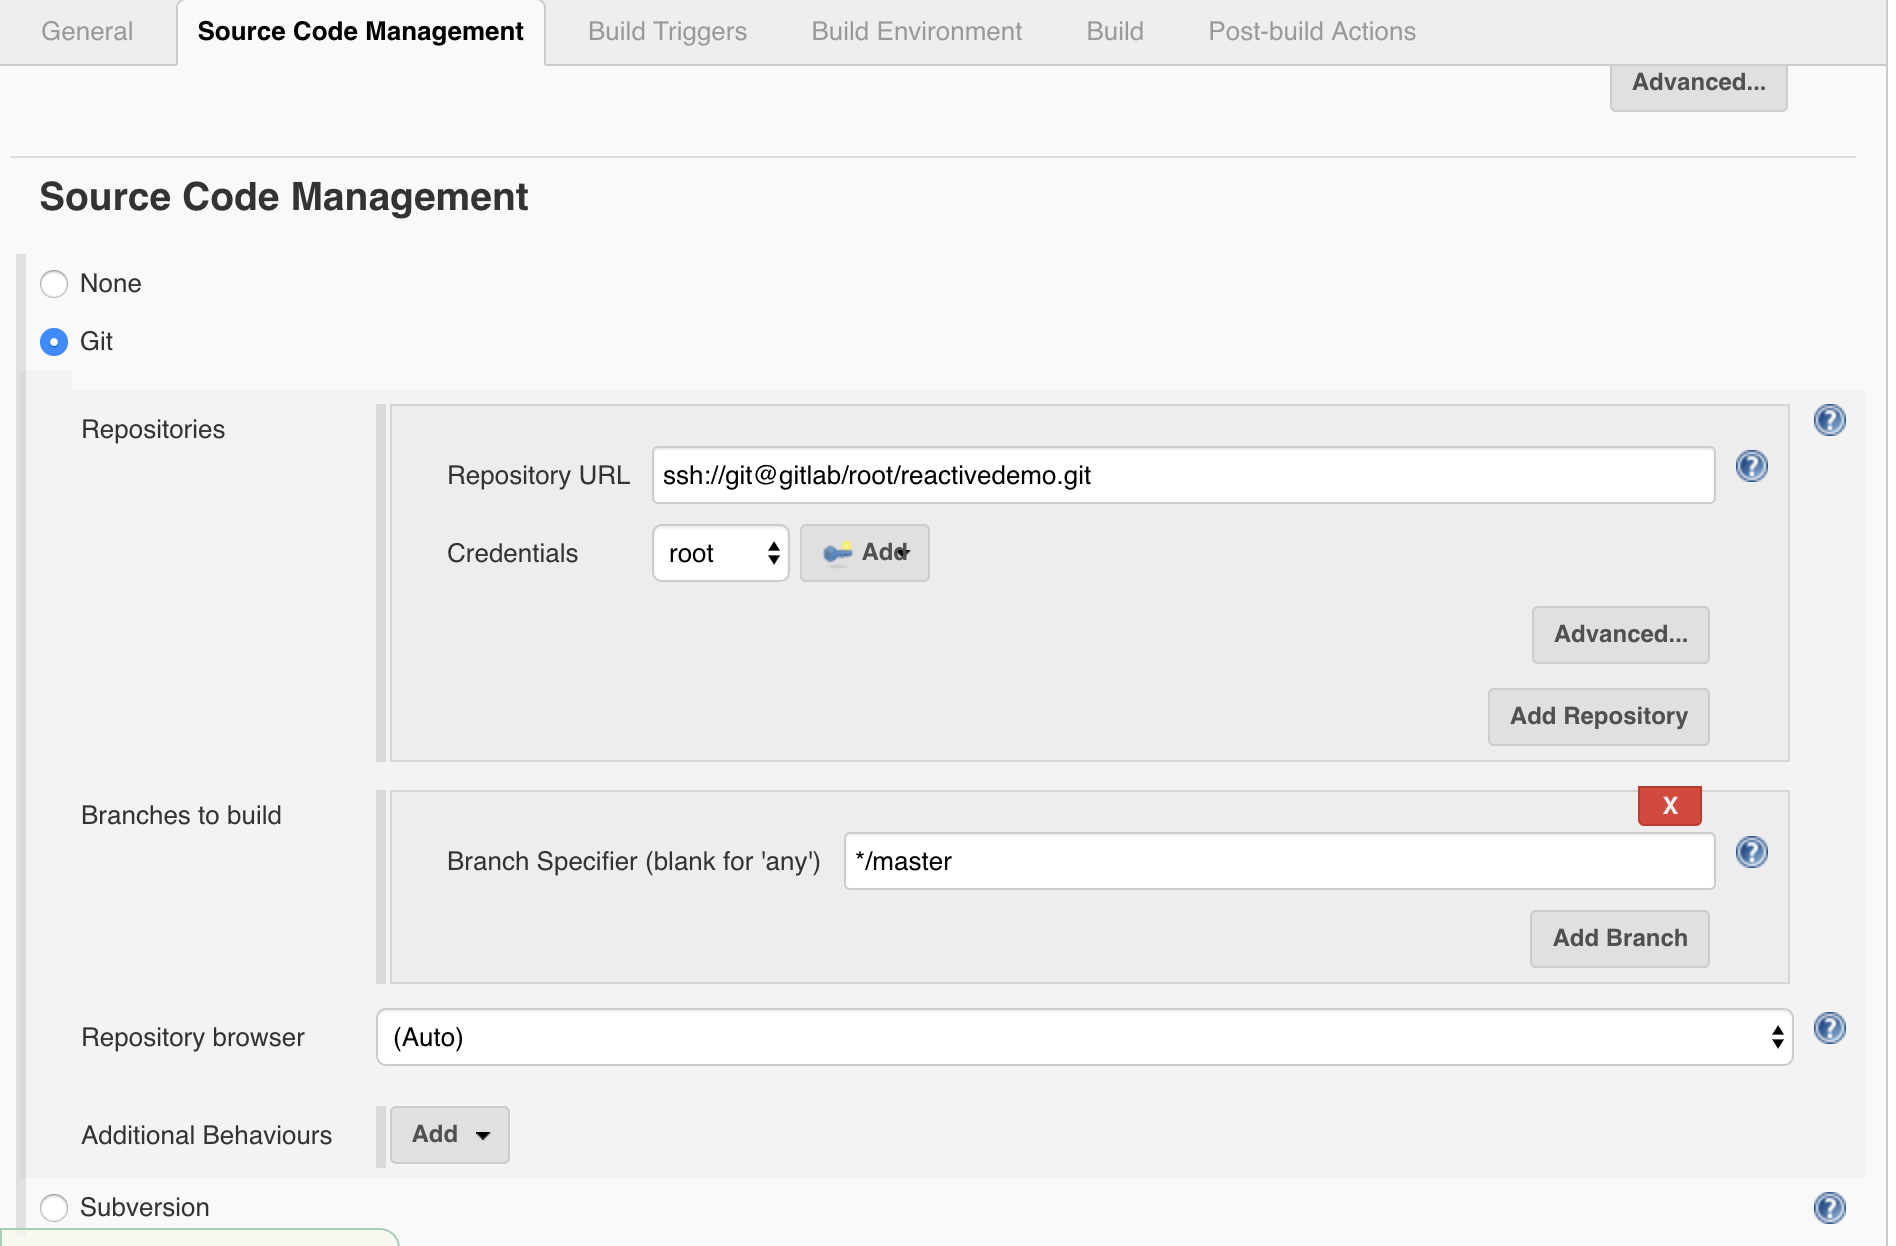 General Source Code Management Build Triggers Build Environment Build Post-build Actions
Advanced...
Source Code Management
None
Git
Repositories
Repository URL ssh://git@gitlab/root/reactivedemo.git
Credentials root Add
Advanced...
Add Repository
Branches to build
X
Branch Specifier (blank for 'any') */master
Add Branch
Repository browser (Auto)
Additional Behaviours Add
Subversion